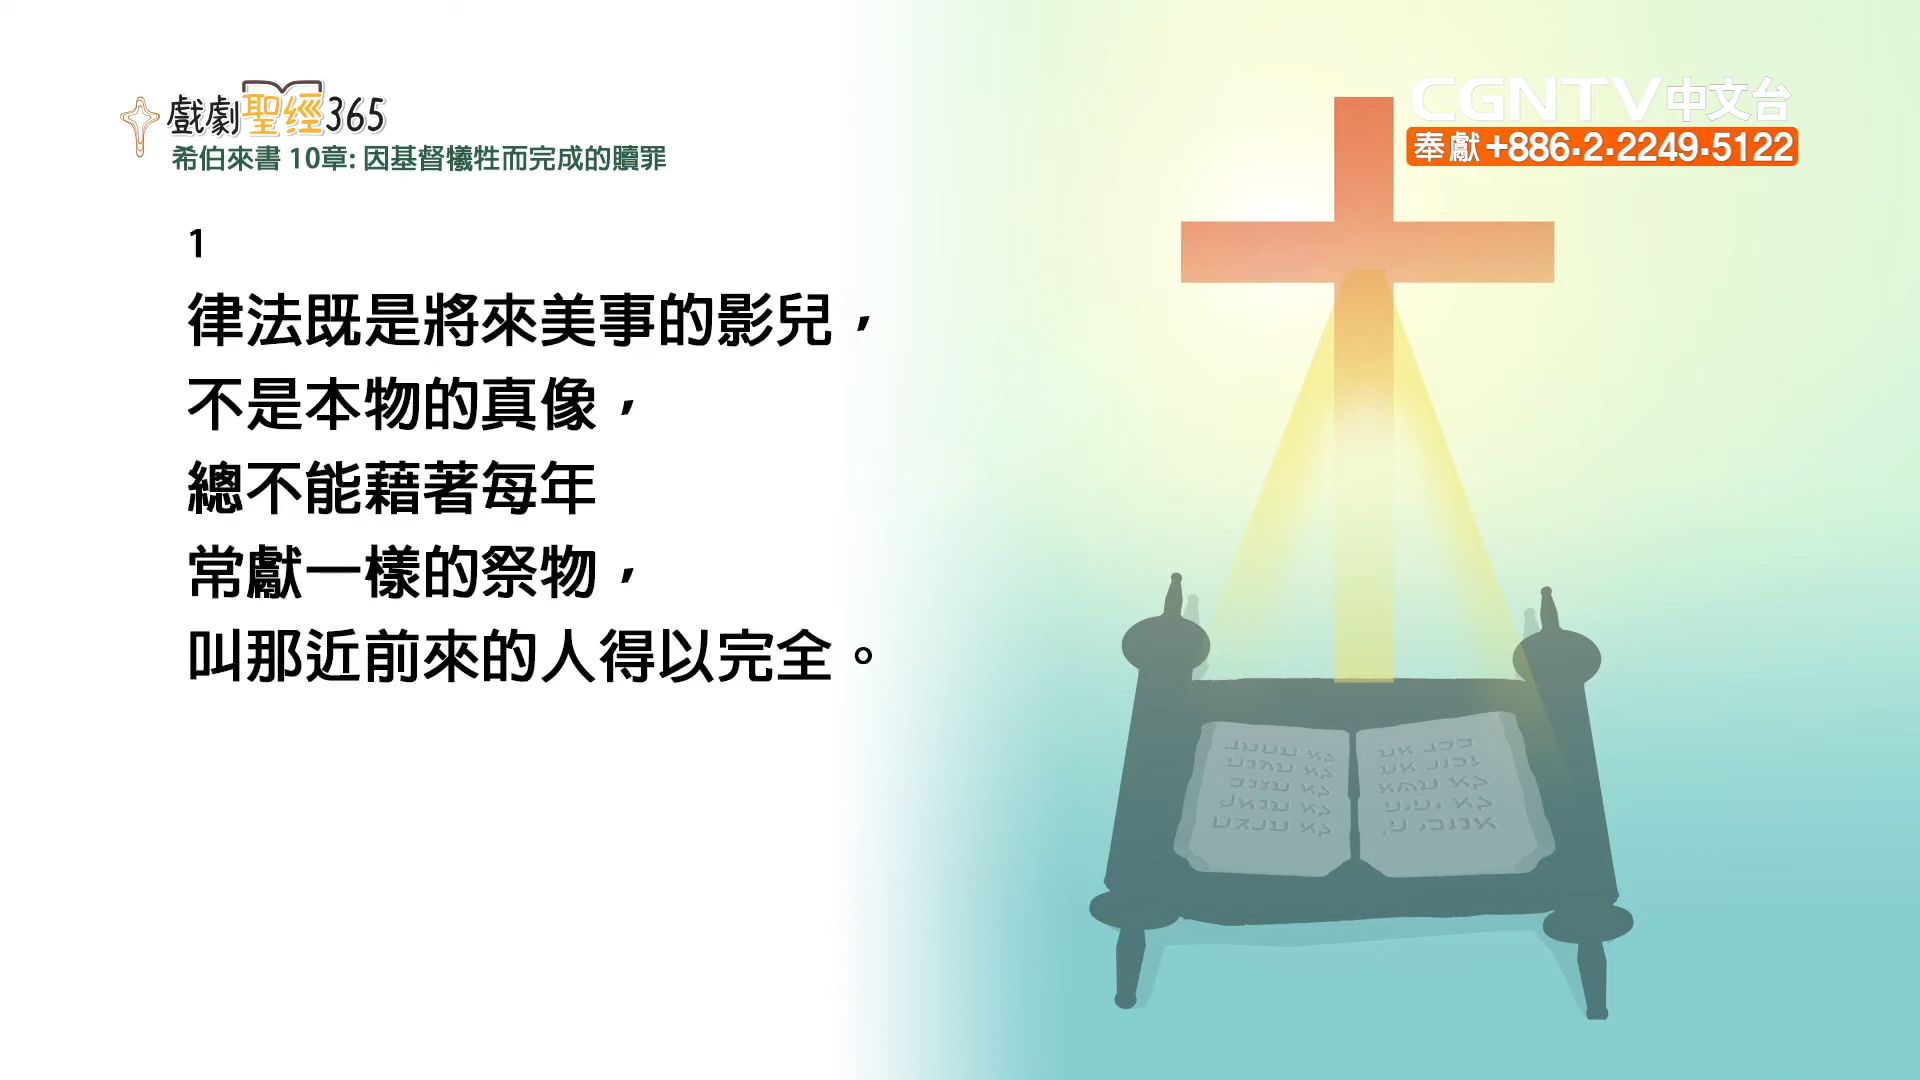 戲劇聖經365
希伯來書 10章: 因基督犧牲而完成的贖罪
CGNTV中文台
奉獻 +886·2·2249·5122
1
律法既是將來美事的影兒，
不是本物的真像，
總不能藉著每年
常獻一樣的祭物，
叫那近前來的人得以完全。